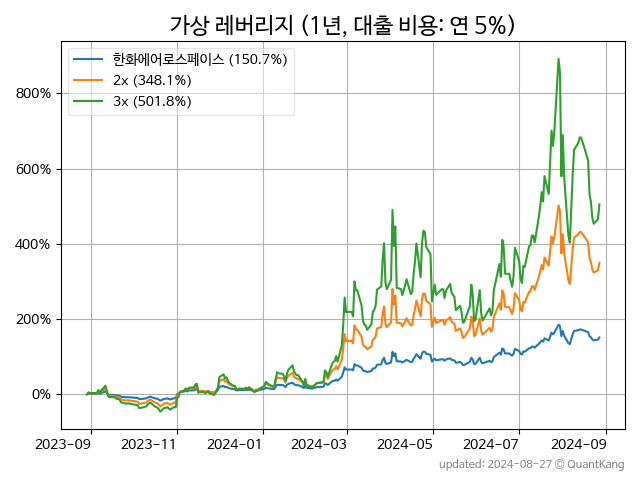 가상 레버리지 (1년, 대출 비용: 연 5%)
한화에어로스페이스 (150.7%)
2x (348.1%)
3x (501.8%)
800%
600%
400%
200%
0%
2023-09
2023-11
2024-01
2024-03
2024-05
2024-07
2024-09
updated: 2024-08-27 © QuantKang